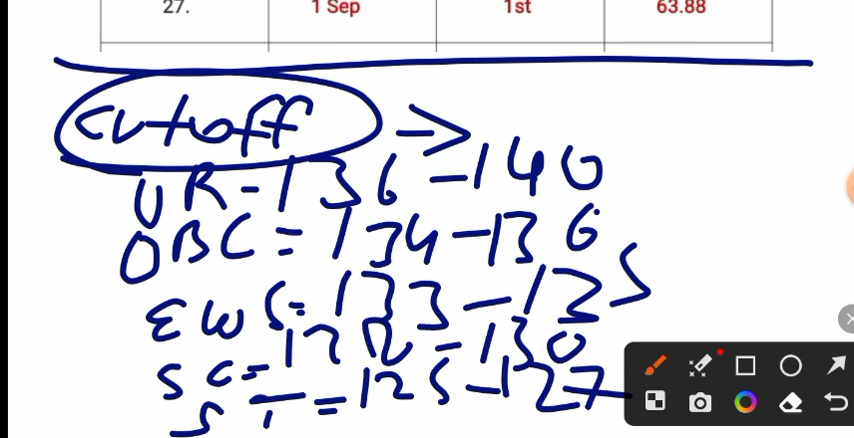 27. 1 Sep 1st 63.88
Cutoff →
UR-136-140
OBC = 134-136
EWS = 133-135
SC = 128-130
ST = 125-127